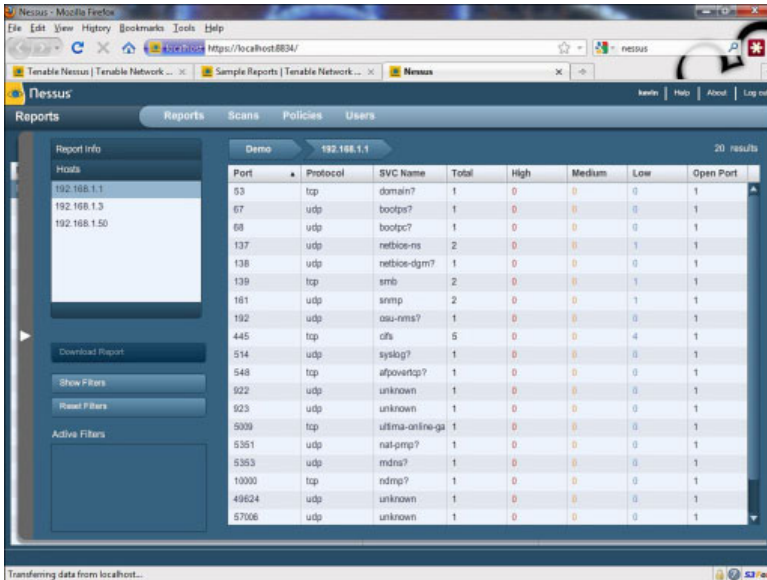 Nessus - Mozilla Firefox
File Edit View History Bookmarks Tools Help
localhost https://localhost:8834/
nessus
Tenable Nessus | Tenable Network ...
Sample Reports | Tenable Network ...
Nessus
Nessus
kevin Help About Log out
Reports
Reports Scans Policies Users
Report Info
Hosts
192.168.1.1
192.168.1.3
192.168.1.50
Download Report
Show Filters
Reset Filters
Active Filters
Demo 192.168.1.1 20 results
Port Protocol SVC Name Total High Medium Low Open Port
53 tcp domain? 1 0 0 0 1
67 udp bootps? 1 0 0 0 1
68 udp bootpc? 1 0 0 0 1
137 udp netbios-ns 2 0 0 1 1
138 udp netbios-dgm? 1 0 0 0 1
139 tcp smb 2 0 0 1 1
161 udp snmp 2 0 0 1 1
192 udp osu-nms? 1 0 0 0 1
445 tcp cifs 5 0 0 4 1
514 udp syslog? 1 0 0 0 1
548 tcp afpovertcp? 1 0 0 0 1
922 udp unknown 1 0 0 0 1
923 udp unknown 1 0 0 0 1
5009 tcp ultima-online-ga 1 0 0 0 1
5351 udp nat-pmp? 1 0 0 0 1
5353 udp mdns? 1 0 0 0 1
10000 tcp ndmp? 1 0 0 0 1
49624 udp unknown 1 0 0 0 1
57006 udp unknown 1 0 0 0 1
Transferring data from localhost...